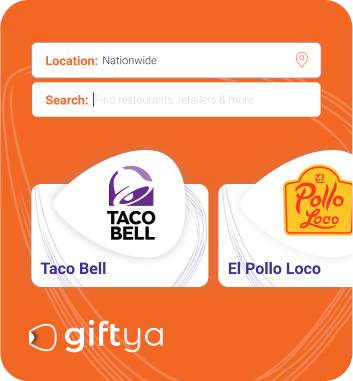 Location: Nationwide
Search: Find restaurants, retailers & more
TACO
BELL
El
Pollo
Loco
Taco Bell
El Pollo Loco
giftya